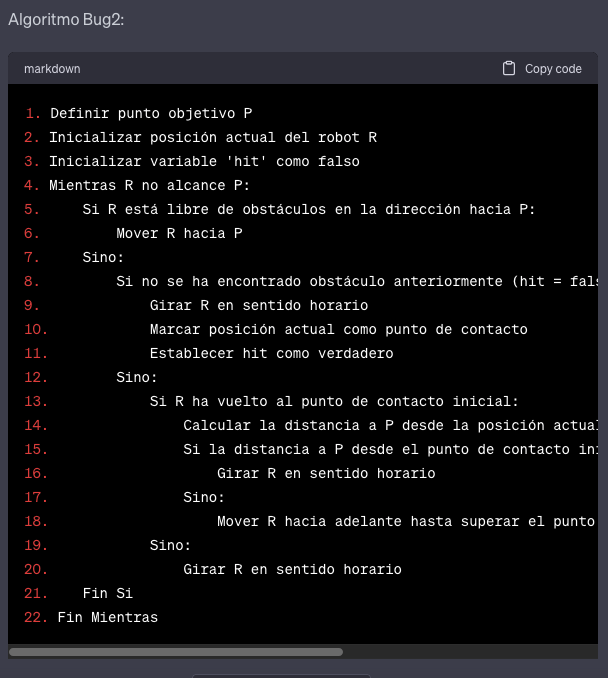 Algoritmo Bug2:
markdown
Copy code
1. Definir punto objetivo P
2. Inicializar posición actual del robot R
3. Inicializar variable 'hit' como falso
4. Mientras R no alcance P:
5. Si R está libre de obstáculos en la dirección hacia P:
6. Mover R hacia P
7. Sino:
8. Si no se ha encontrado obstáculo anteriormente (hit = fals
9. Girar R en sentido horario
10. Marcar posición actual como punto de contacto
11. Establecer hit como verdadero
12. Sino:
13. Si R ha vuelto al punto de contacto inicial:
14. Calcular la distancia a P desde la posición actual
15. Si la distancia a P desde el punto de contacto ini
16. Girar R en sentido horario
17. Sino:
18. Mover R hacia adelante hasta superar el punto
19. Sino:
20. Girar R en sentido horario
21. Fin Si
22. Fin Mientras